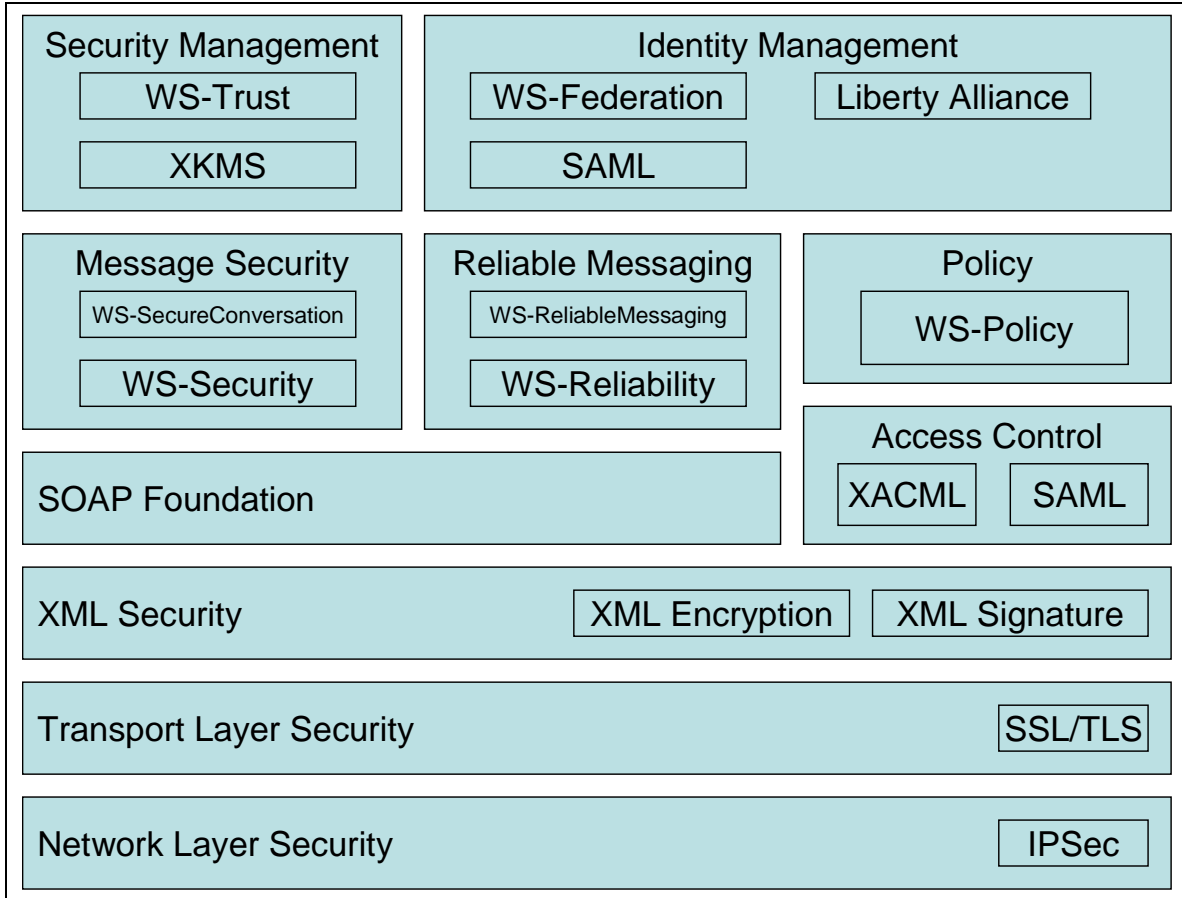 Security Management
WS-Trust
XKMS
Identity Management
WS-Federation
Liberty Alliance
SAML
Message Security
WS-SecureConversation
WS-Security
Reliable Messaging
WS-ReliableMessaging
WS-Reliability
Policy
WS-Policy
Access Control
XACML
SAML
SOAP Foundation
XML Security
XML Encryption
XML Signature
Transport Layer Security
SSL/TLS
Network Layer Security
IPSec